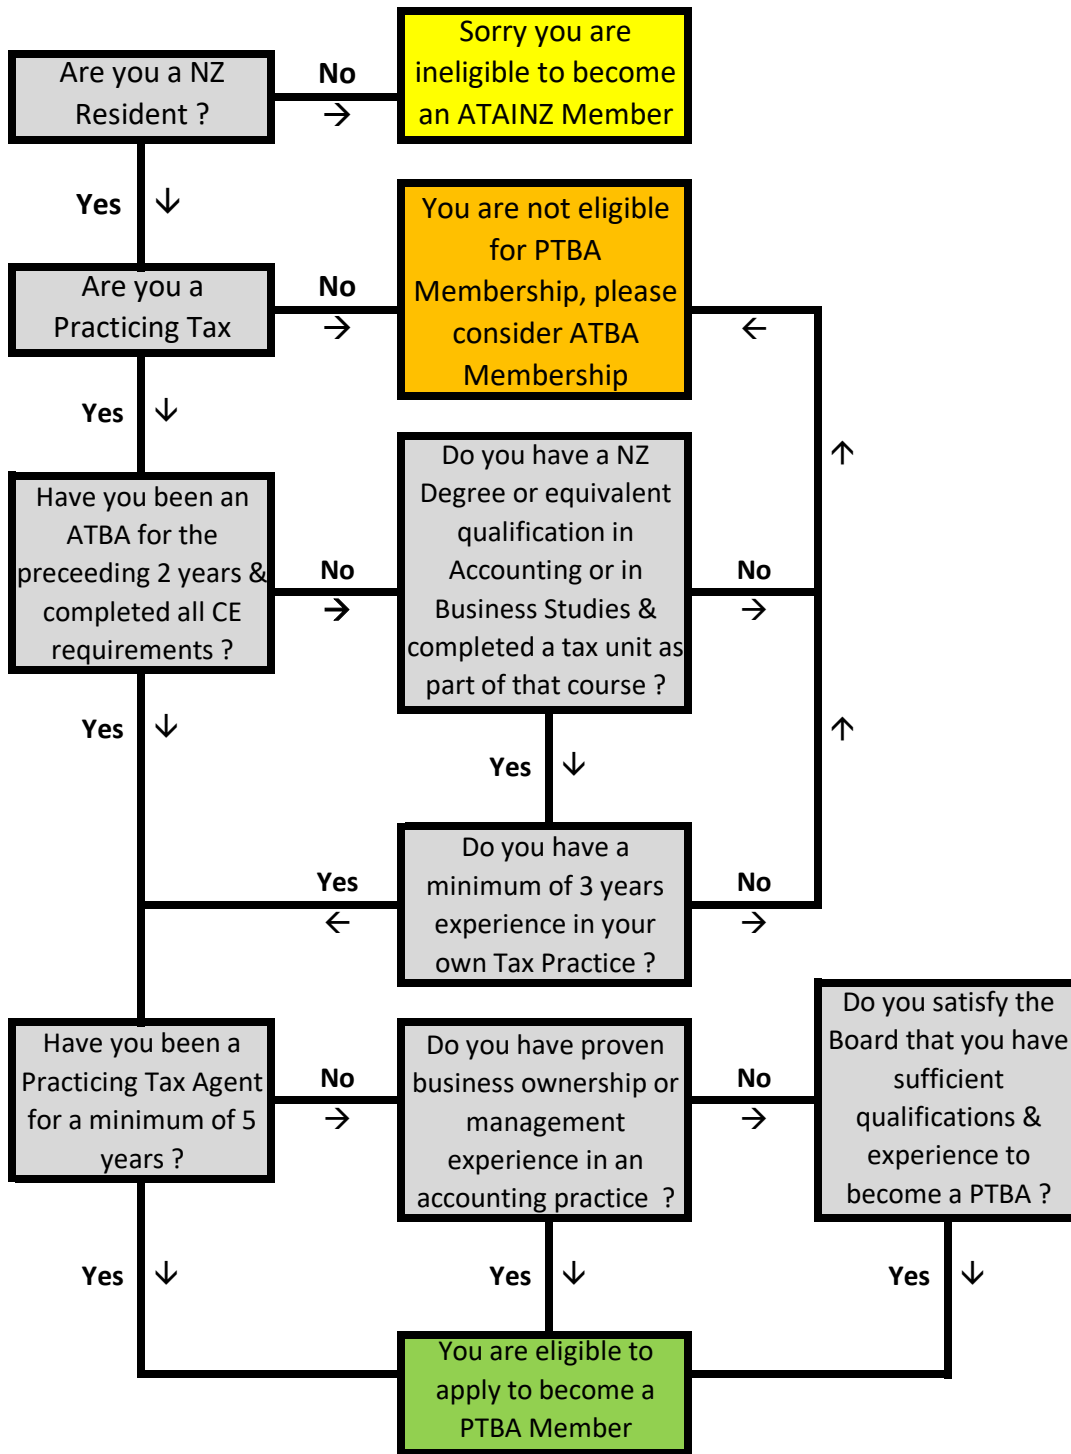 Are you a NZ
Resident ?
No
→
Sorry you are
ineligible to become
an ATAINZ Member
Yes ↓
Are you a
Practicing Tax
No
→
You are not eligible
for PTBA
Membership, please
consider ATBA
Membership
←
Yes ↓
Have you been an
ATBA for the
preceeding 2 years &
completed all CE
requirements ?
No
→
Do you have a NZ
Degree or equivalent
qualification in
Accounting or in
Business Studies &
completed a tax unit as
part of that course ?
No
→
↑
Yes ↓
Yes ↓
↑
Do you have a
minimum of 3 years
experience in your
own Tax Practice ?
Yes
←
No
→
Have you been a
Practicing Tax Agent
for a minimum of 5
years ?
No
→
Do you have proven
business ownership or
management
experience in an
accounting practice ?
No
→
Do you satisfy the
Board that you have
sufficient
qualifications &
experience to
become a PTBA ?
Yes ↓
Yes ↓
Yes ↓
You are eligible to
apply to become a
PTBA Member